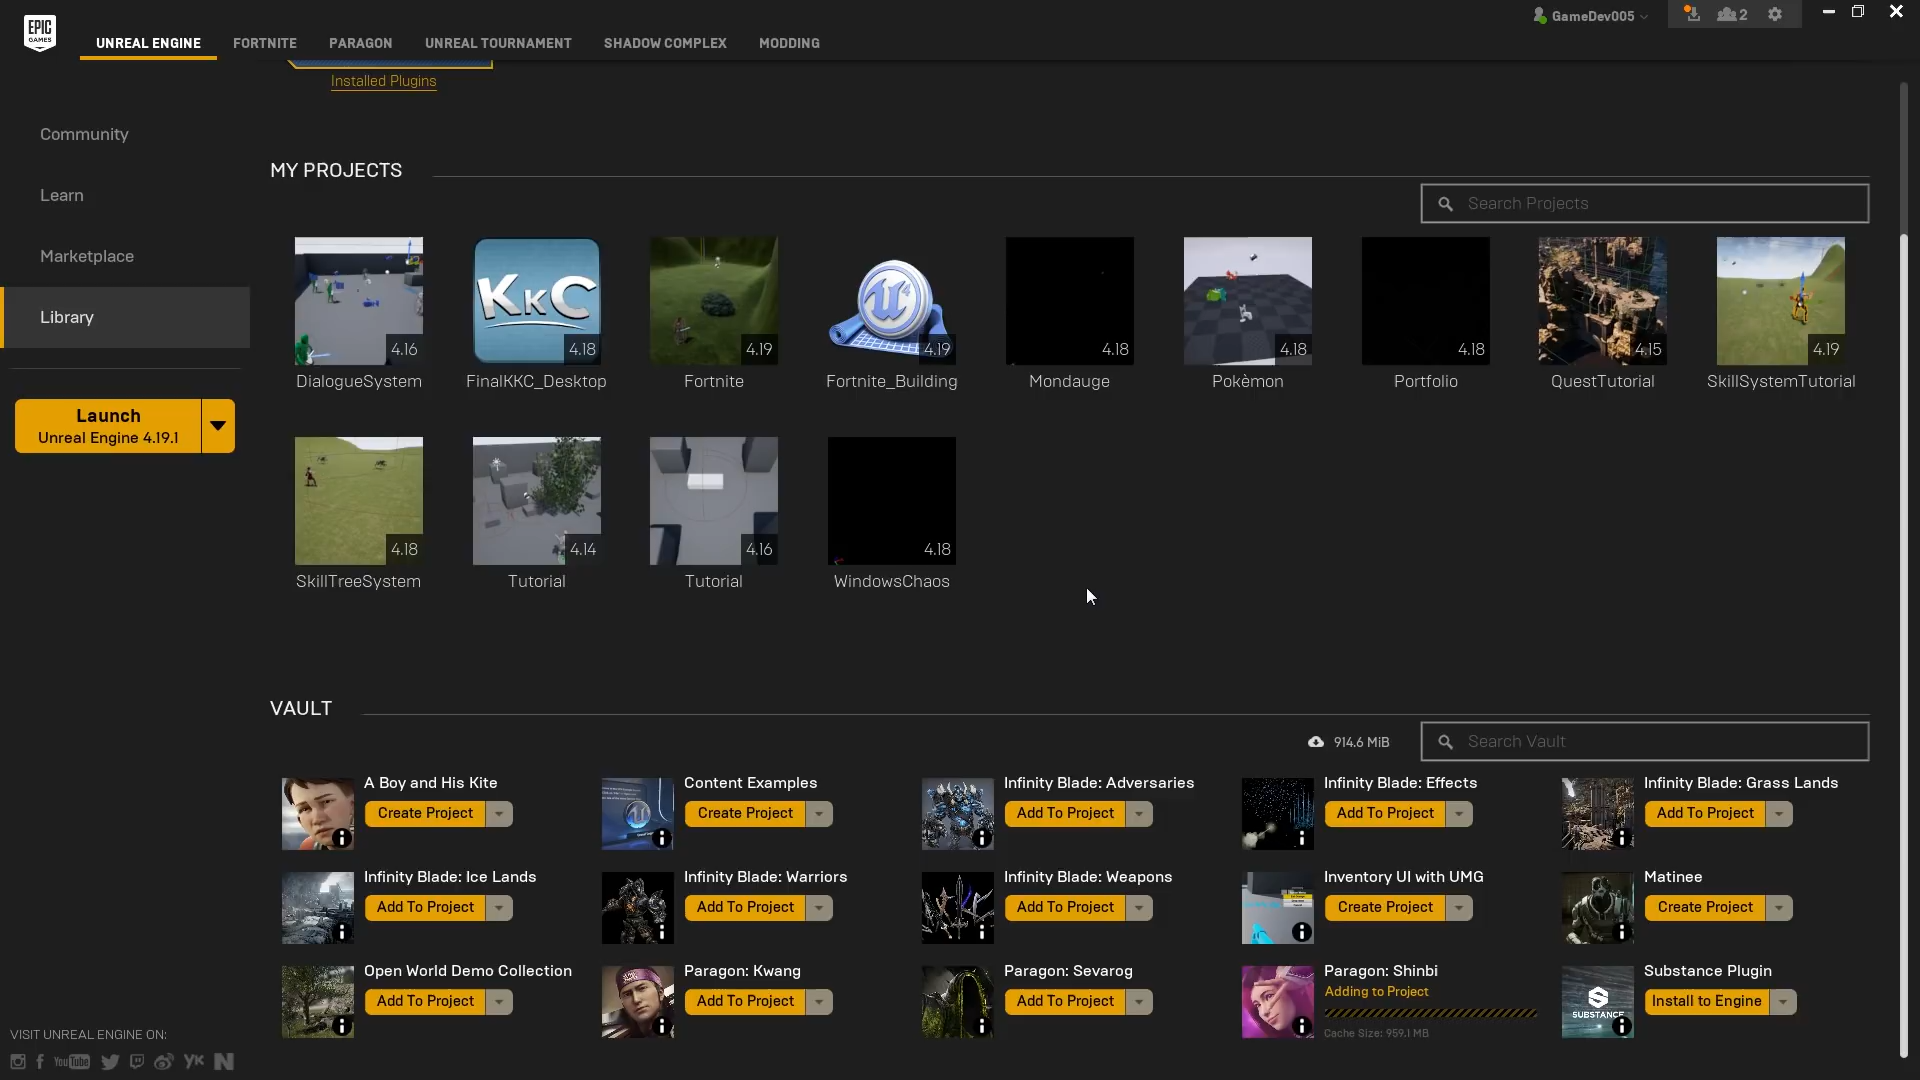 EPIC GAMES
GameDev005
2
UNREAL ENGINE FORTNITE PARAGON UNREAL TOURNAMENT SHADOW COMPLEX MODDING
Installed Plugins
Community
Learn
Marketplace
Library
Launch
Unreal Engine 4.19.1
MY PROJECTS
Search Projects
4.16 4.18 4.19 4.19 4.18 4.18 4.18 4.15 4.19
KKC
DialogueSystem FinalKKC_Desktop Fortnite Fortnite_Building Mondauge Pokèmon Portfolio QuestTutorial SkillSystemTutorial
4.18 4.14 4.16 4.18
SkillTreeSystem Tutorial Tutorial WindowsChaos
VAULT
914.6 MiB
Search Vault
A Boy and His Kite Content Examples Infinity Blade: Adversaries Infinity Blade: Effects Infinity Blade: Grass Lands
Create Project Create Project Add To Project Add To Project Add To Project
Infinity Blade: Ice Lands Infinity Blade: Warriors Infinity Blade: Weapons Inventory UI with UMG Matinee
Add To Project Add To Project Add To Project Create Project Create Project
Open World Demo Collection Paragon: Kwang Paragon: Sevarog Paragon: Shinbi Substance Plugin
Add To Project Add To Project Add To Project Adding to Project Install to Engine
SUBSTANCE
Cache Size: 959.1 MB
VISIT UNREAL ENGINE ON:
YouTube